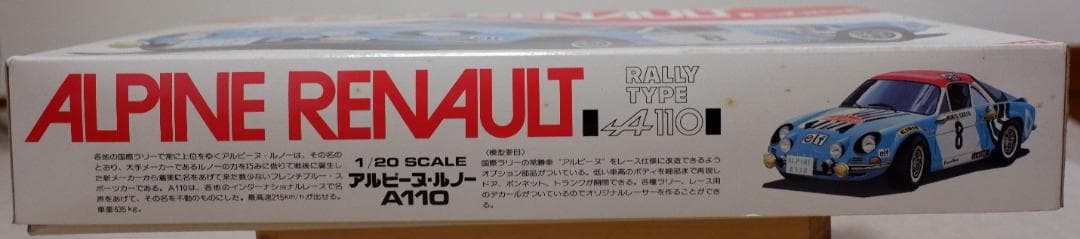 ALPINE RENAULT
RALLY
TYPE
A110
各地の国際ラリーで常に上位をゆくアルピーヌ・ルノーは、その名の
とおり、大手メーカーであるルノーの力を巧みに借りて戦後に誕生し
た新メーカーから着実に名をあげて来た数少ないフレンチブルー・ス
ポーツカーである。A110は、各地のインターナショナルレースで名
声をあげて、その名を不動のものにした。最高速215km/hが出せる。
車重635kg。
1/20 SCALE
アルピーヌ・ルノー
A110
〈模型要目〉
国際ラリーの常勝車“アルピーヌ”をレース仕様に改造できるよう
オプション部品がついている。低い車高のボディを細部まで再現し
ドア、ボンネット、トランクが開閉できる。各種ラリー、レース用
のデカールがついているのでオリジナルレーサーを作ることができ
る。
8
elf
elf